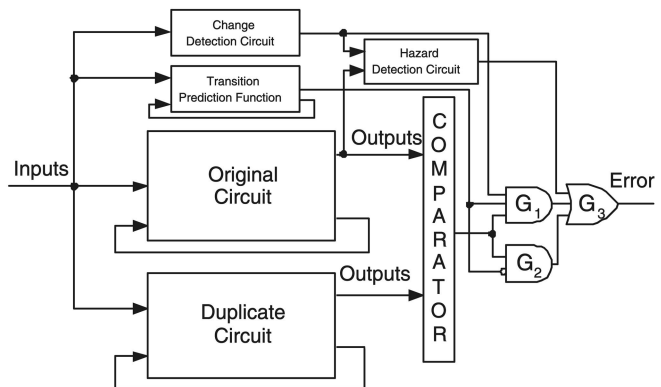 Change
Detection Circuit
Hazard
Detection Circuit
Transition
Prediction Function
Outputs
Inputs
Original
Circuit
COMPARATOR
G1
G3
Error
G2
Outputs
Duplicate
Circuit